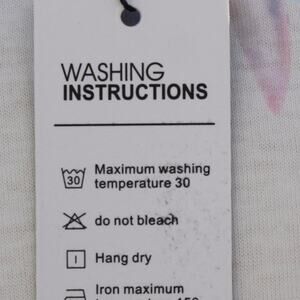 WASHING
INSTRUCTIONS
30
Maximum washing
temperature 30
do not bleach
Hang dry
Iron maximum